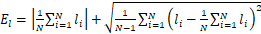 E_l = |1/N ∑_{i=1}^{N} l_i| + √(1/(N-1) ∑_{i=1}^{N} (l_i - 1/N ∑_{i=1}^{N} l_i)^2)